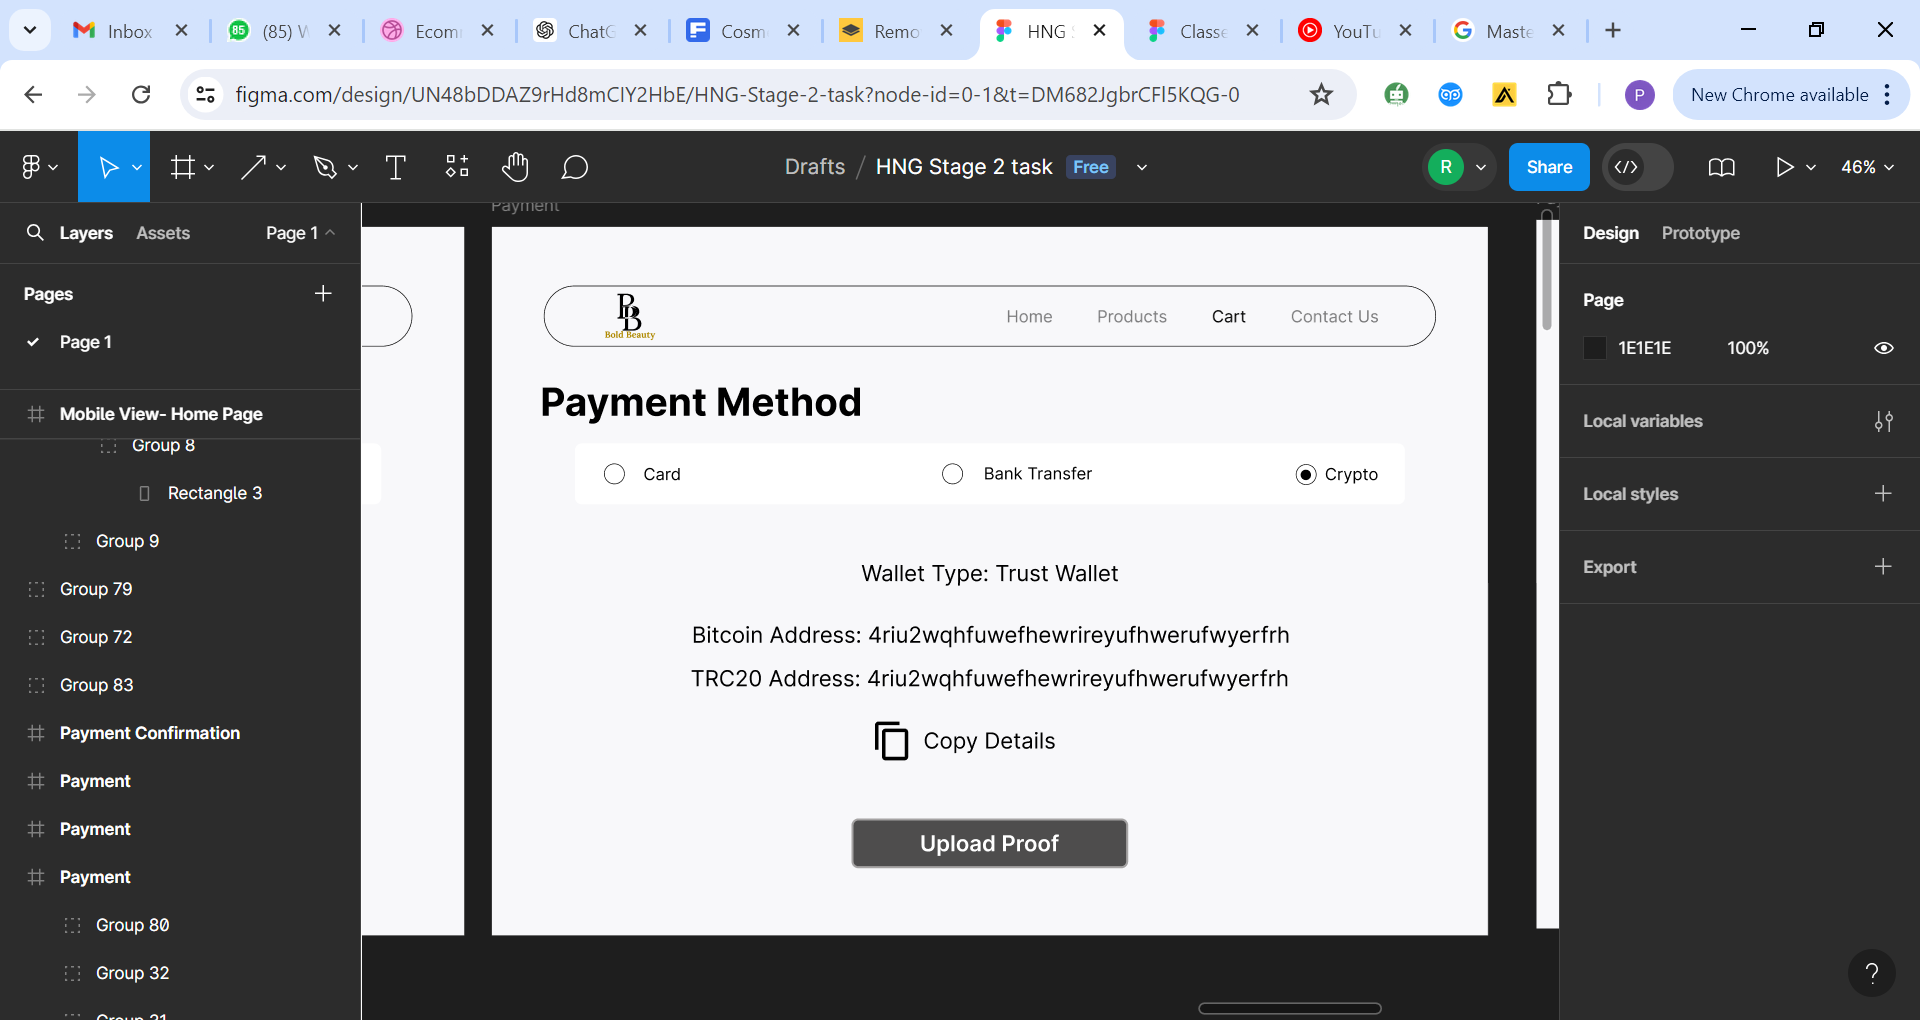 Inbox
85
(85) W
Ecom
ChatG
Cosm
Remo
HNG S
Classe
YouTu
Maste
figma.com/design/UN48bDDAZ9rHd8mCIY2HbE/HNG-Stage-2-task?node-id=0-1&t=DM682JgbrCFl5KQG-0
P
New Chrome available
Drafts / HNG Stage 2 task Free
R
Share
46%
Layers
Assets
Page 1
Pages
Page 1
Mobile View- Home Page
Group 8
Rectangle 3
Group 9
Group 79
Group 72
Group 83
Payment Confirmation
Payment
Payment
Payment
Group 80
Group 32
Group 31
Payment
BB
Bold Beauty
Home
Products
Cart
Contact Us
Payment Method
Card
Bank Transfer
Crypto
Wallet Type: Trust Wallet
Bitcoin Address: 4riu2wqhfuwefhewrireyufhwerufwyerfrh
TRC20 Address: 4riu2wqhfuwefhewrireyufhwerufwyerfrh
Copy Details
Upload Proof
Design
Prototype
Page
1E1E1E
100%
Local variables
Local styles
Export
?